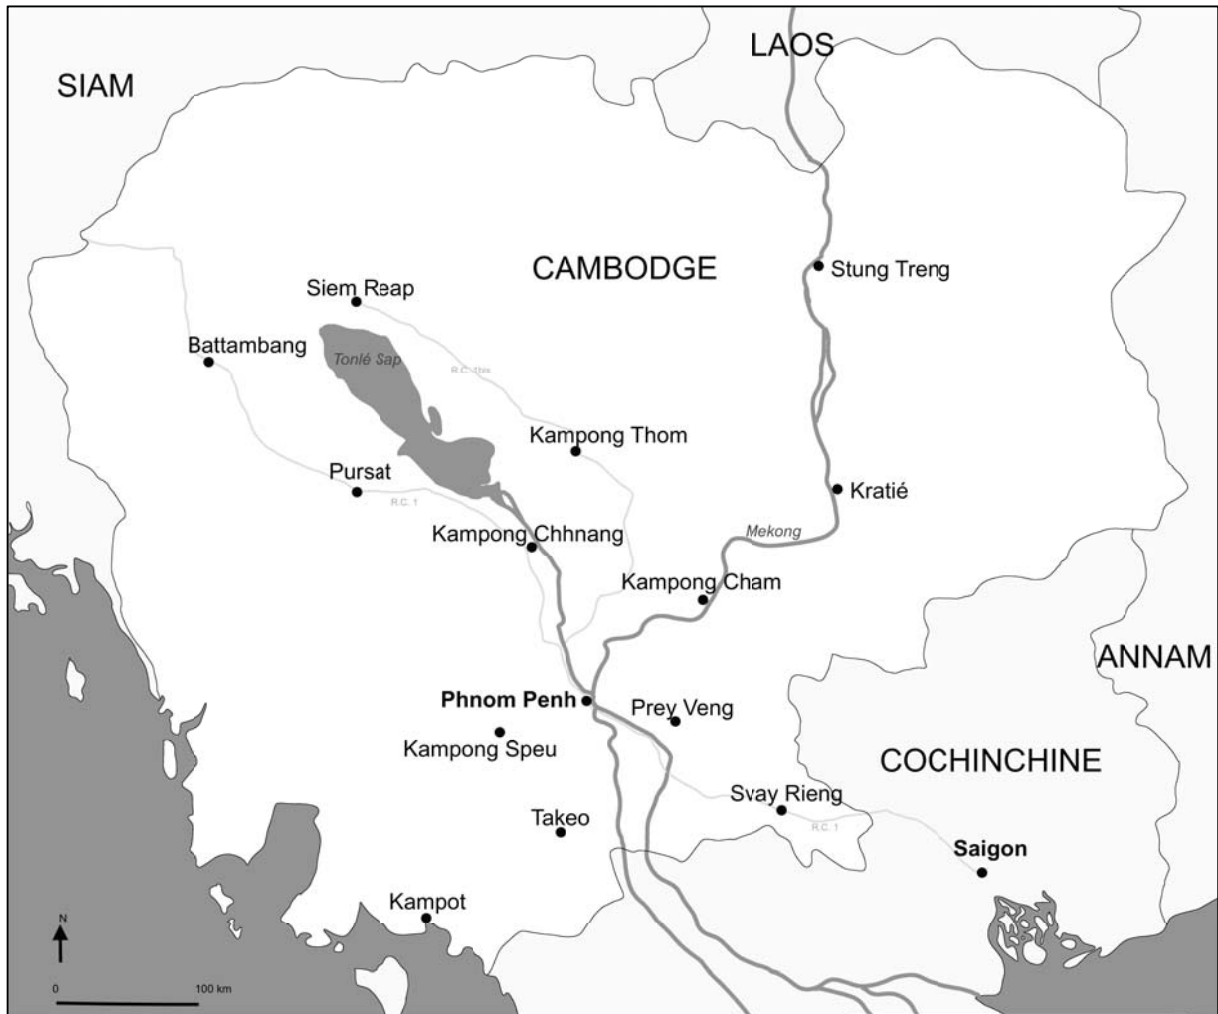 LAOS
SIAM
CAMBODGE
Stung Treng
Siem Reap
Battambang
Tonlé Sap
R.C. 1bis
Kampong Thom
Pursat
R.C. 1
Kratié
Kampong Chhnang
Mekong
Kampong Cham
ANNAM
Phnom Penh
Prey Veng
Kampong Speu
COCHINCHINE
Svay Rieng
Takeo
R.C. 1
Saigon
Kampot
N
0 100 km